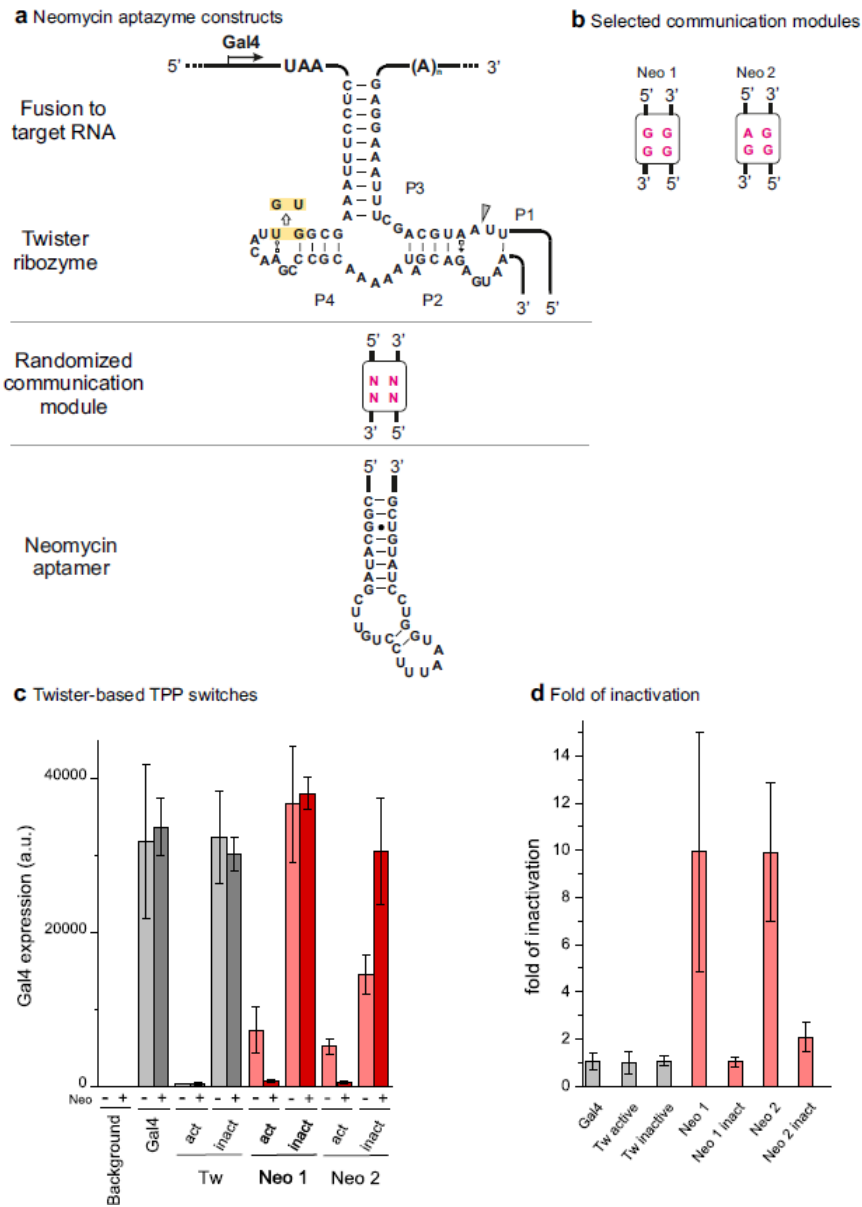 a Neomycin aptazyme constructs
b Selected communication modules
Gal4
5’ UAA (A)n 3’
Fusion to
target RNA
C – G
U – A
C – G
C – G
U – A
U – A
U – A
A – U
A – U
A U
P3
G U
Twister
ribozyme
U U G G C G
A U
C A A
A G C C G C
A A A A A A
C G A C G U A A U U
U G C A G A G U A A
P4
P2
P1
3’ 5’
Neo 1
5’ 3’
G G
G G
3’ 5’
Neo 2
5’ 3’
A G
G G
3’ 5’
Randomized
communication
module
5’ 3’
N N
N N
3’ 5’
Neomycin
aptamer
5’ 3’
C – G
G – C
G • U
C – G
A – U
U – A
A – U
G – C
C C
U U
U G
G G
U C C U
U A
U A
U A
c Twister-based TPP switches
Gal4 expression (a.u.)
40000
20000
0
Neo - + - + - + - + - + - + - + - +
Background
Gal4
act
inact
act
inact
act
inact
Tw
Neo 1
Neo 2
d Fold of inactivation
fold of inactivation
14
12
10
8
6
4
2
0
Gal4
Tw active
Tw inactive
Neo 1
Neo 1 inact
Neo 2
Neo 2 inact